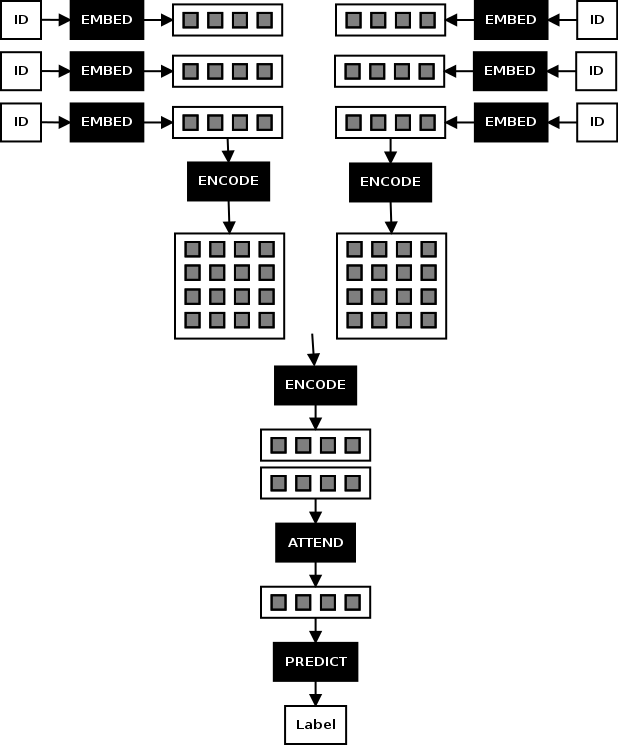 ID EMBED EMBED ID
ID EMBED EMBED ID
ID EMBED EMBED ID
ENCODE ENCODE
ENCODE
ATTEND
PREDICT
Label